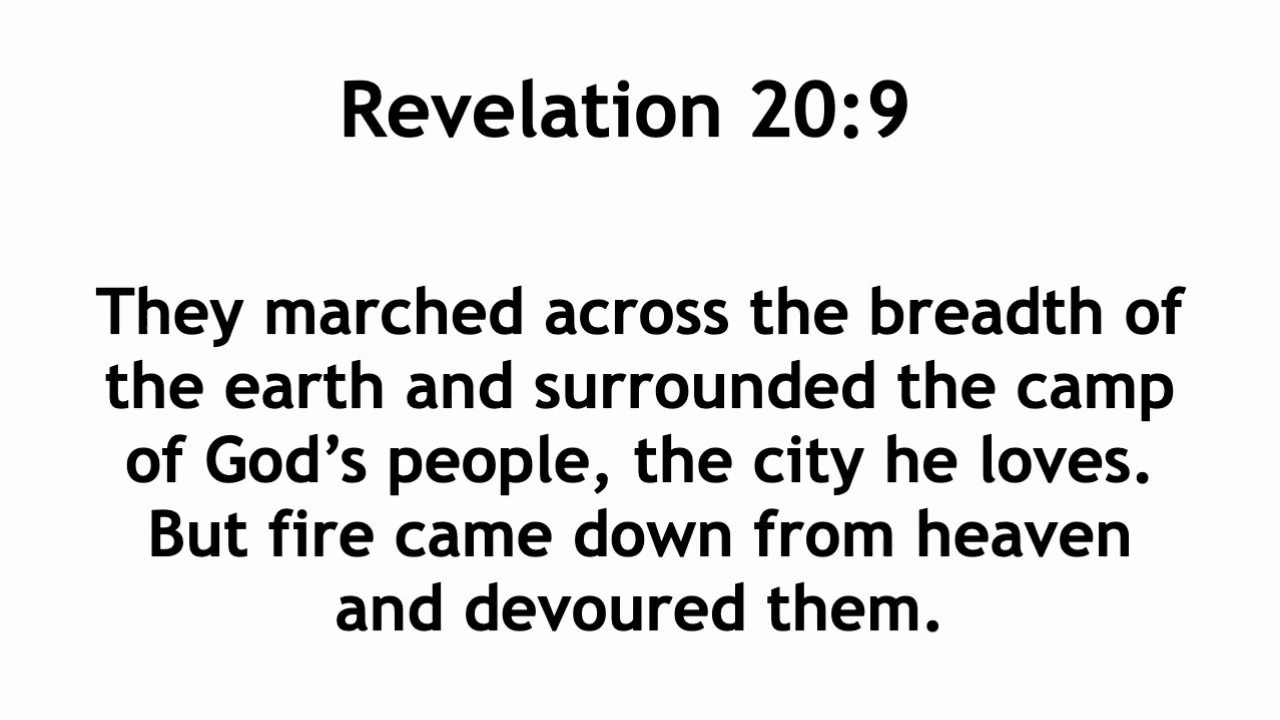 Revelation 20:9
They marched across the breadth of
the earth and surrounded the camp
of God’s people, the city he loves.
But fire came down from heaven
and devoured them.